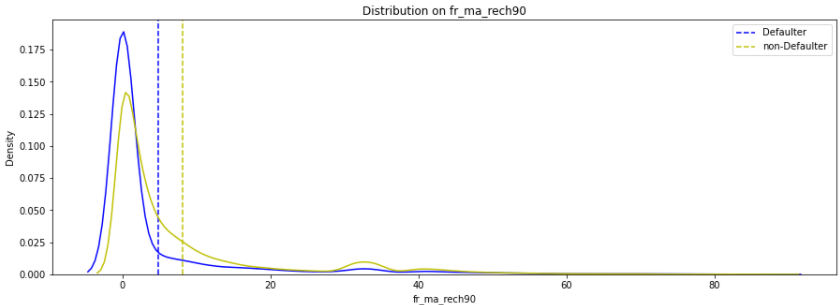 Distribution on fr_ma_rech90
Defaulter
non-Defaulter
Density
0.175
0.150
0.125
0.100
0.075
0.050
0.025
0.000
0 20 40 60 80
fr_ma_rech90